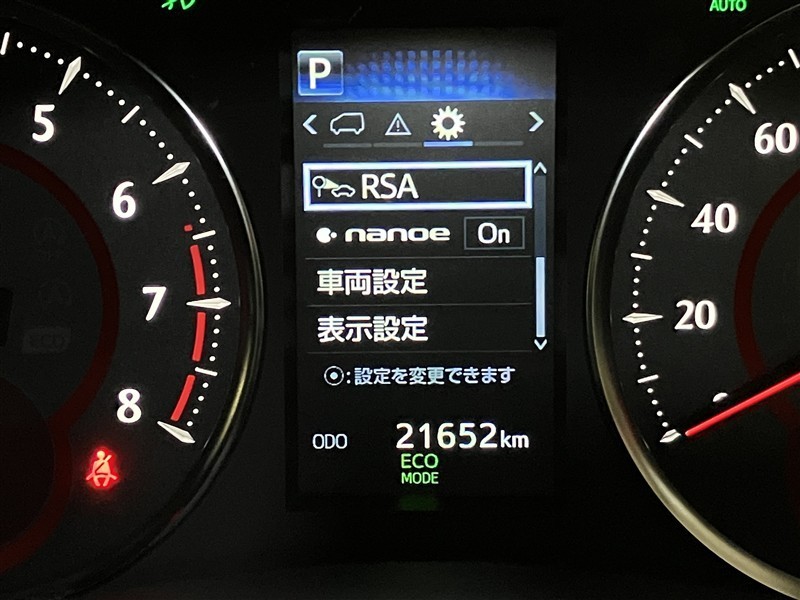 AUTO
P
5
6
7
8
RSA
nanoe On
車両設定
表示設定
:設定を変更できます
ODO 21652km
ECO
MODE
60
40
20